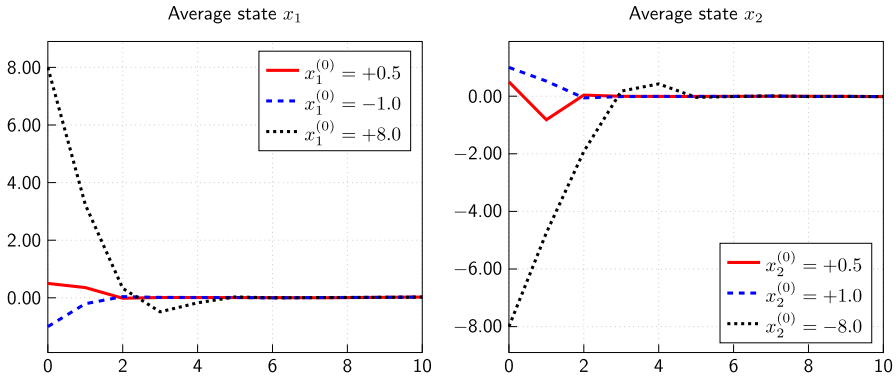 Average state x₁
8.00
6.00
4.00
2.00
0.00
0 2 4 6 8 10
x₁⁽⁰⁾ = +0.5
x₁⁽⁰⁾ = −1.0
x₁⁽⁰⁾ = +8.0
Average state x₂
0.00
−2.00
−4.00
−6.00
−8.00
0 2 4 6 8 10
x₂⁽⁰⁾ = +0.5
x₂⁽⁰⁾ = +1.0
x₂⁽⁰⁾ = −8.0